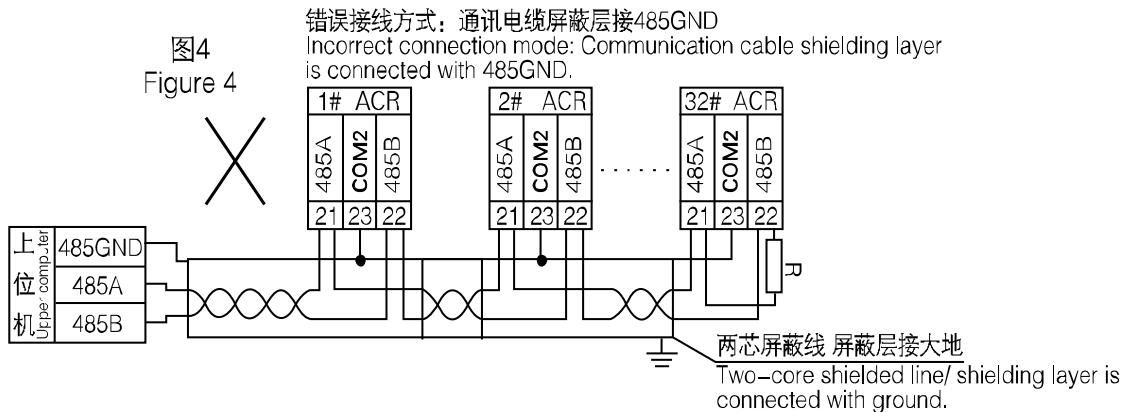 错误接线方式：通讯电缆屏蔽层接485GND
Incorrect connection mode: Communication cable shielding layer
is connected with 485GND.
图4
Figure 4
1# ACR
485A
COM2
485B
21 23 22
2# ACR
485A
COM2
485B
21 23 22
......
32# ACR
485A
COM2
485B
21 23 22
R
上位机
Upper computer
485GND
485A
485B
两芯屏蔽线 屏蔽层接大地
Two-core shielded line/ shielding layer is
connected with ground.